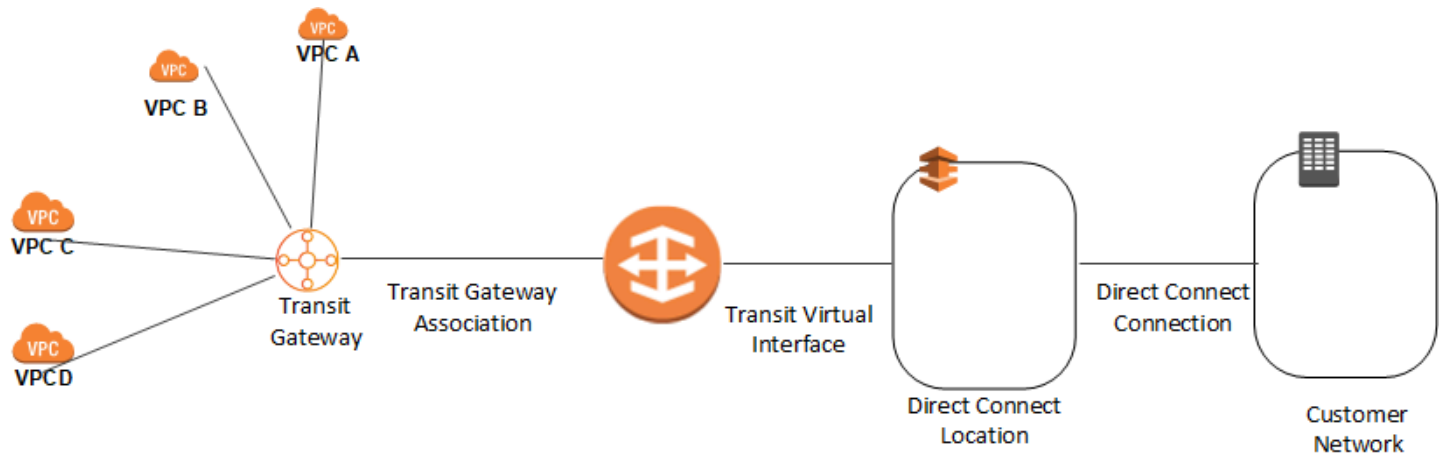 VPC
VPC A
VPC
VPC B
VPC
VPC C
VPC
VPCD
Transit
Gateway
Transit Gateway
Association
Transit Virtual
Interface
Direct Connect
Location
Direct Connect
Connection
Customer
Network